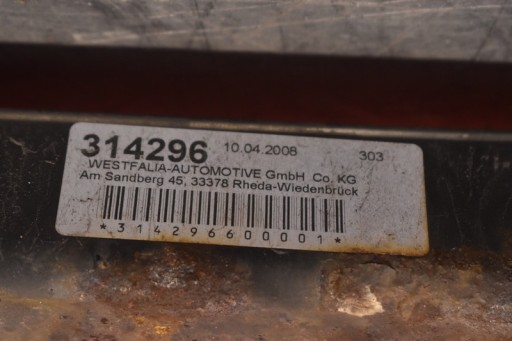 314296 10.04.2008 303
WESTFALIA-AUTOMOTIVE GmbH Co. KG
Am Sandberg 45, 33378 Rheda-Wiedenbrück
*314296600001*